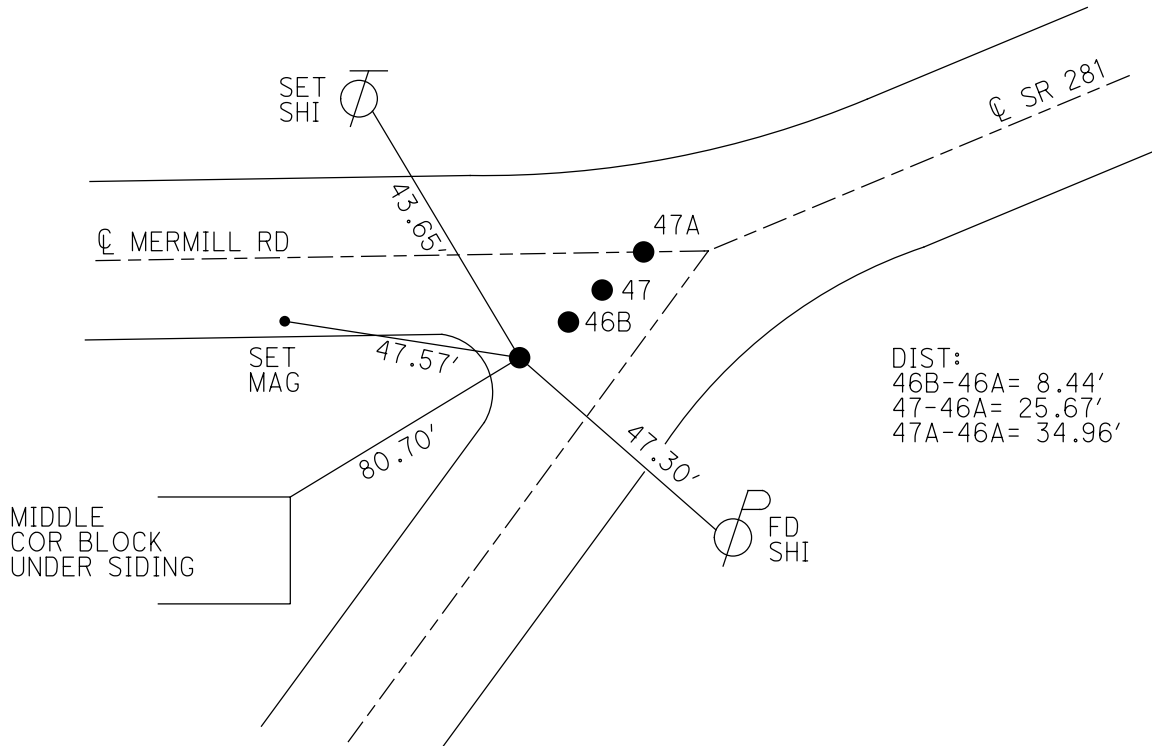 SET
SHI
℄ SR 281
43.65'
47A
℄ MERMILL RD
47
46B
SET
MAG
47.57'
DIST:
46B-46A= 8.44'
47-46A= 25.67'
47A-46A= 34.96'
80.70'
47.30'
MIDDLE
COR BLOCK
UNDER SIDING
FD
SHI